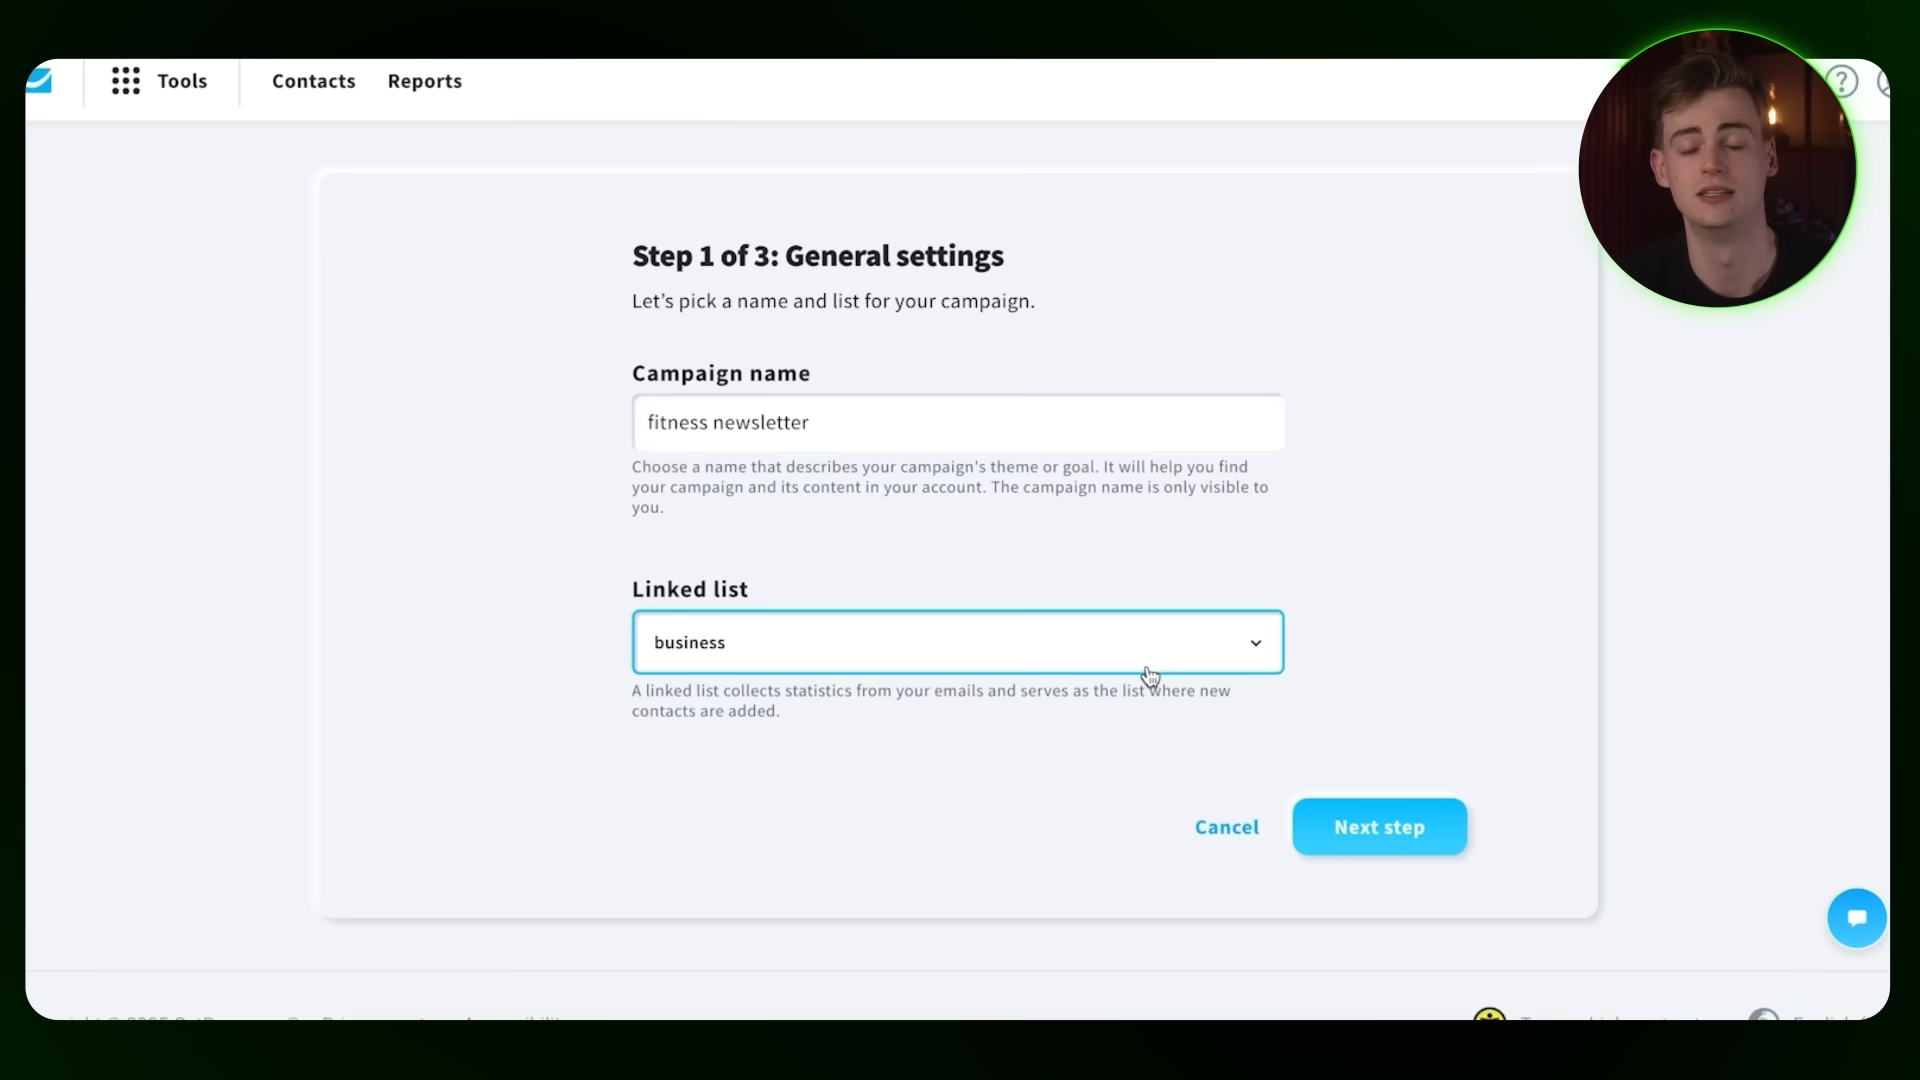 Tools
Contacts
Reports
Step 1 of 3: General settings
Let's pick a name and list for your campaign.
Campaign name
fitness newsletter
Choose a name that describes your campaign's theme or goal. It will help you find
your campaign and its content in your account. The campaign name is only visible to
you.
Linked list
business
A linked list collects statistics from your emails and serves as the list where new
contacts are added.
Cancel
Next step